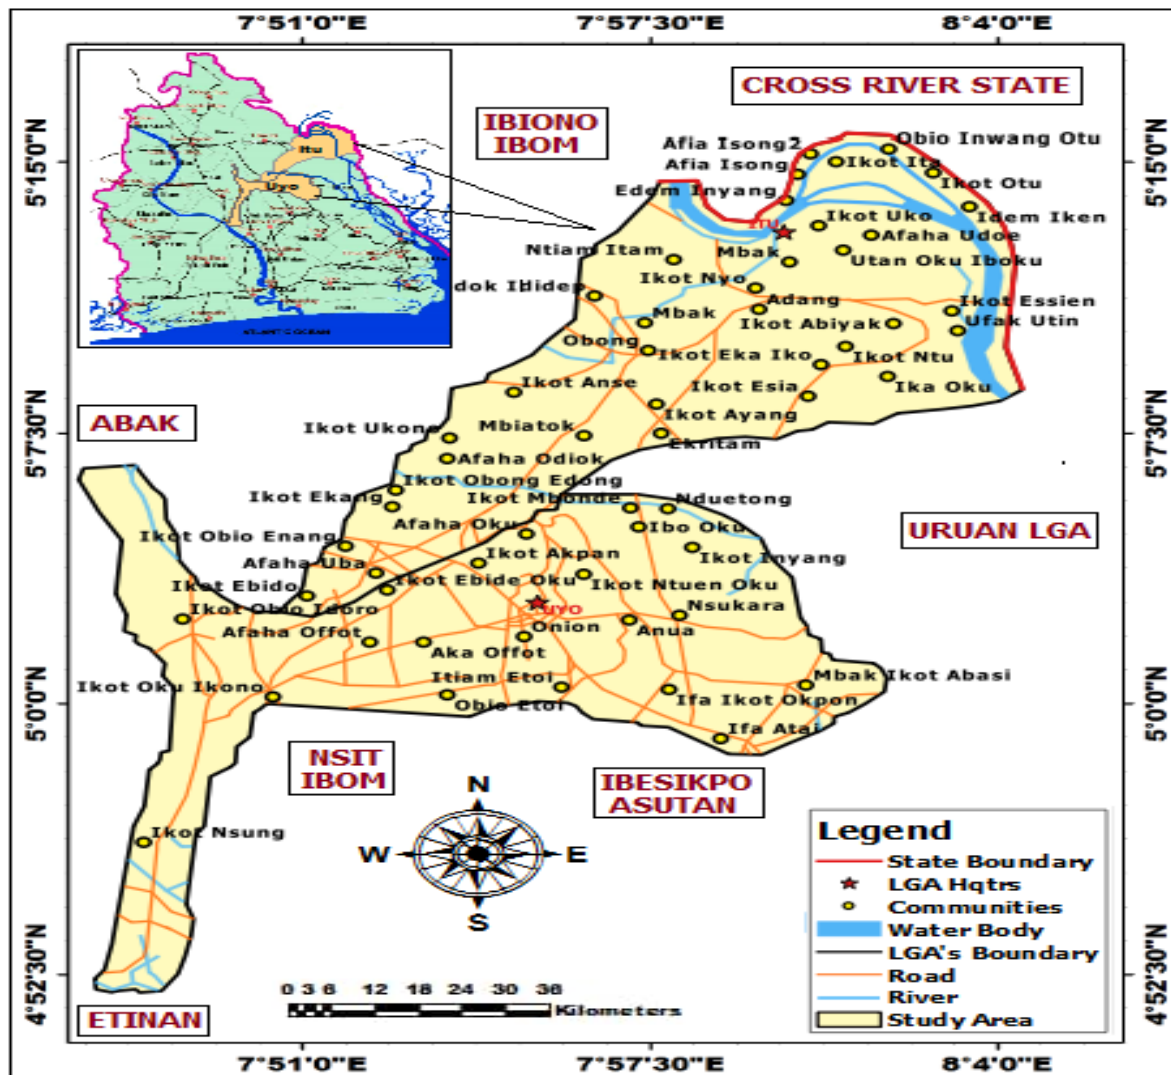 7°51'0"E
7°57'30"E
8°4'0"E
CROSS RIVER STATE
IBIONO
IBOM
Itu
Uyo
ATLANTIC OCEAN
5°15'0"N
5°15'0"N
Afia Isong2
Obio Inwang Otu
Afia Isong
Ikot Ita
Ikot Otu
Edem Inyang
Idem Iken
ITU
Ikot Uko
Afaha Udoe
Ntiam Itam
Mbak
Utan Oku Iboku
Ikot Nyo
dok Ididep
Adang
Ikot Essien
Mbak
Ikot Abiyak
Ufak Utin
Obong
Ikot Eka Iko
Ikot Ntu
Ikot Anse
Ikot Esia
Ika Oku
Ikot Ayang
ABAK
Ikot Ukono
Mbiatok
Ekritam
5°7'30"N
5°7'30"N
Afaha Odiok
Ikot Obong Edong
Ikot Ekang
Ikot Mbonde
Nduetong
Afaha Oku
Ibo Oku
URUAN LGA
Ikot Obio Enang
Ikot Akpan
Ikot Inyang
Afaha Uba
Ikot Ebido
Ikot Ebide Oku
Ikot Ntuen Oku
Ikot Obio Idoro
UYO
Nsukara
Afaha Offot
Onion
Anua
Aka Offot
Ikot Oku Ikono
Itiam Etoi
Mbak Ikot Abasi
Obio Etoi
Ifa Ikot Okpon
5°0'0"N
5°0'0"N
Ifa Atai
NSIT
IBOM
IBESIKPO
ASUTAN
N
W
E
S
Ikot Nsung
Legend
State Boundary
LGA Hqtrs
Communities
Water Body
LGA's Boundary
Road
River
Study Area
4°52'30"N
4°52'30"N
0 3 6 12 18 24 30 36
Kilometers
ETINAN
7°51'0"E
7°57'30"E
8°4'0"E